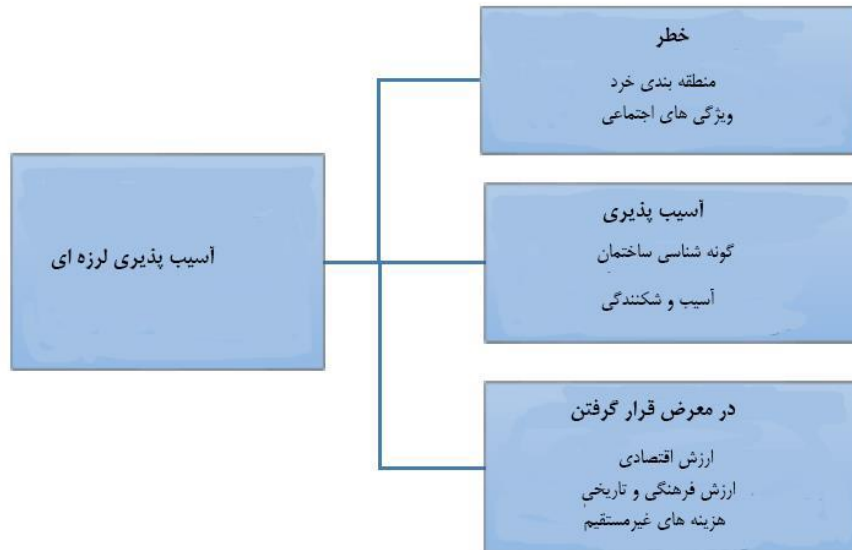 خطر
منطقه بندی خرد
ویژگی های اجتماعی
آسیب پذیری لرزه ای
آسیب پذیری
گونه شناسی ساختمان
آسیب و شکنندگی
در معرض قرار گرفتن
ارزش اقتصادی
ارزش فرهنگی و تاریخی
هزینه های غیرمستقیم